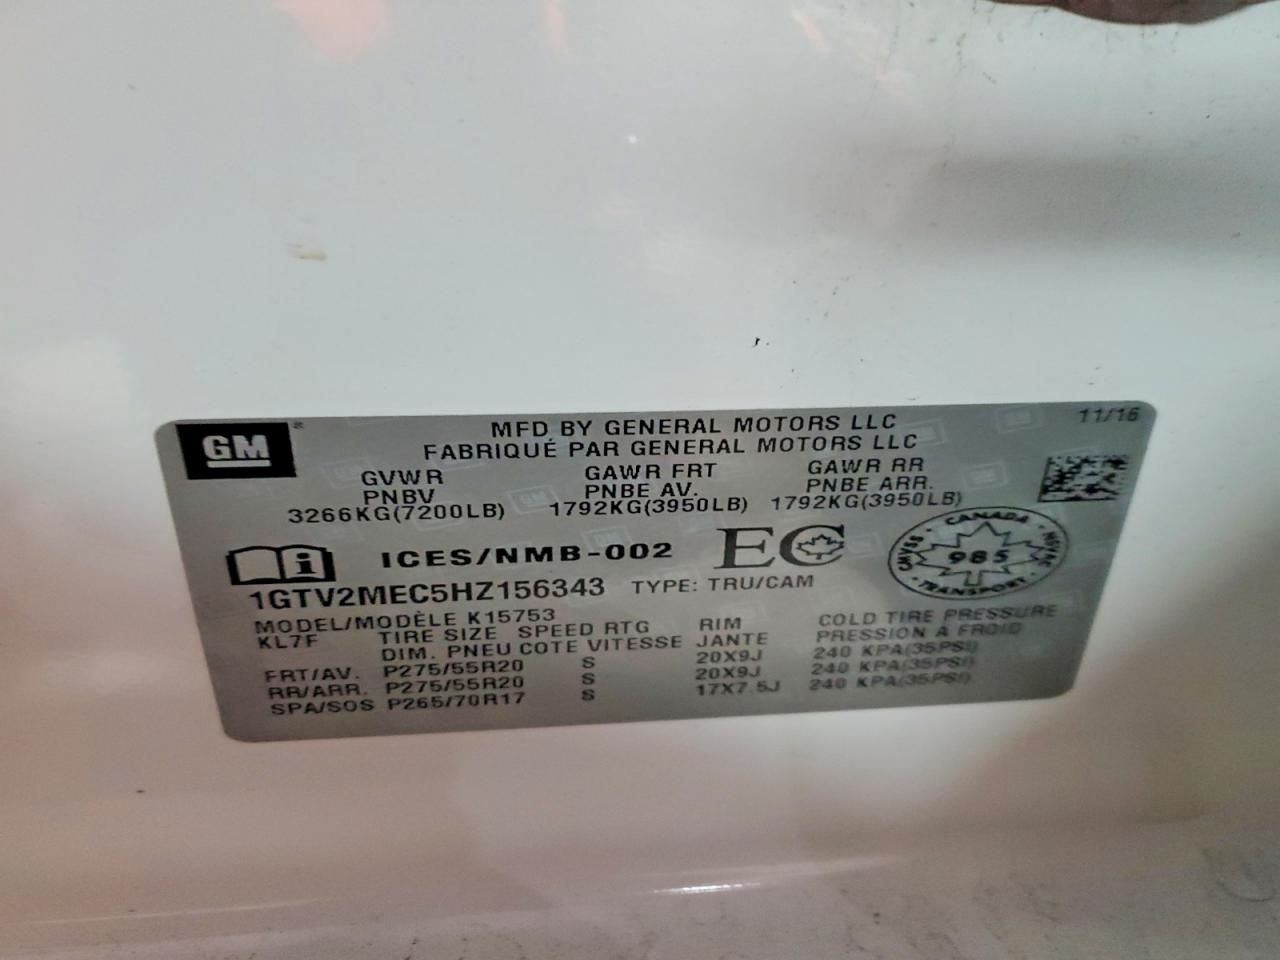 GM
11/16
MFD BY GENERAL MOTORS LLC
FABRIQUÉ PAR GENERAL MOTORS LLC
GVWR GAWR FRT GAWR RR
PNBV PNBE AV. PNBE ARR.
3266KG(7200LB) 1792KG(3950LB) 1792KG(3950LB)
i ICES/NMB-002 EC
CANADA
CMVSS 985 NSVAC
TRANSPORT
1GTV2MEC5HZ156343 TYPE: TRU/CAM
MODEL/MODÈLE K15753
KL7F TIRE SIZE SPEED RTG RIM COLD TIRE PRESSURE
DIM. PNEU COTE VITESSE JANTE PRESSION A FROID
FRT/AV. P275/55R20 S 20X9J 240 KPA(35PSI)
RR/ARR. P275/55R20 S 20X9J 240 KPA(35PSI)
SPA/SOS P265/70R17 S 17X7.5J 240 KPA(35PSI)